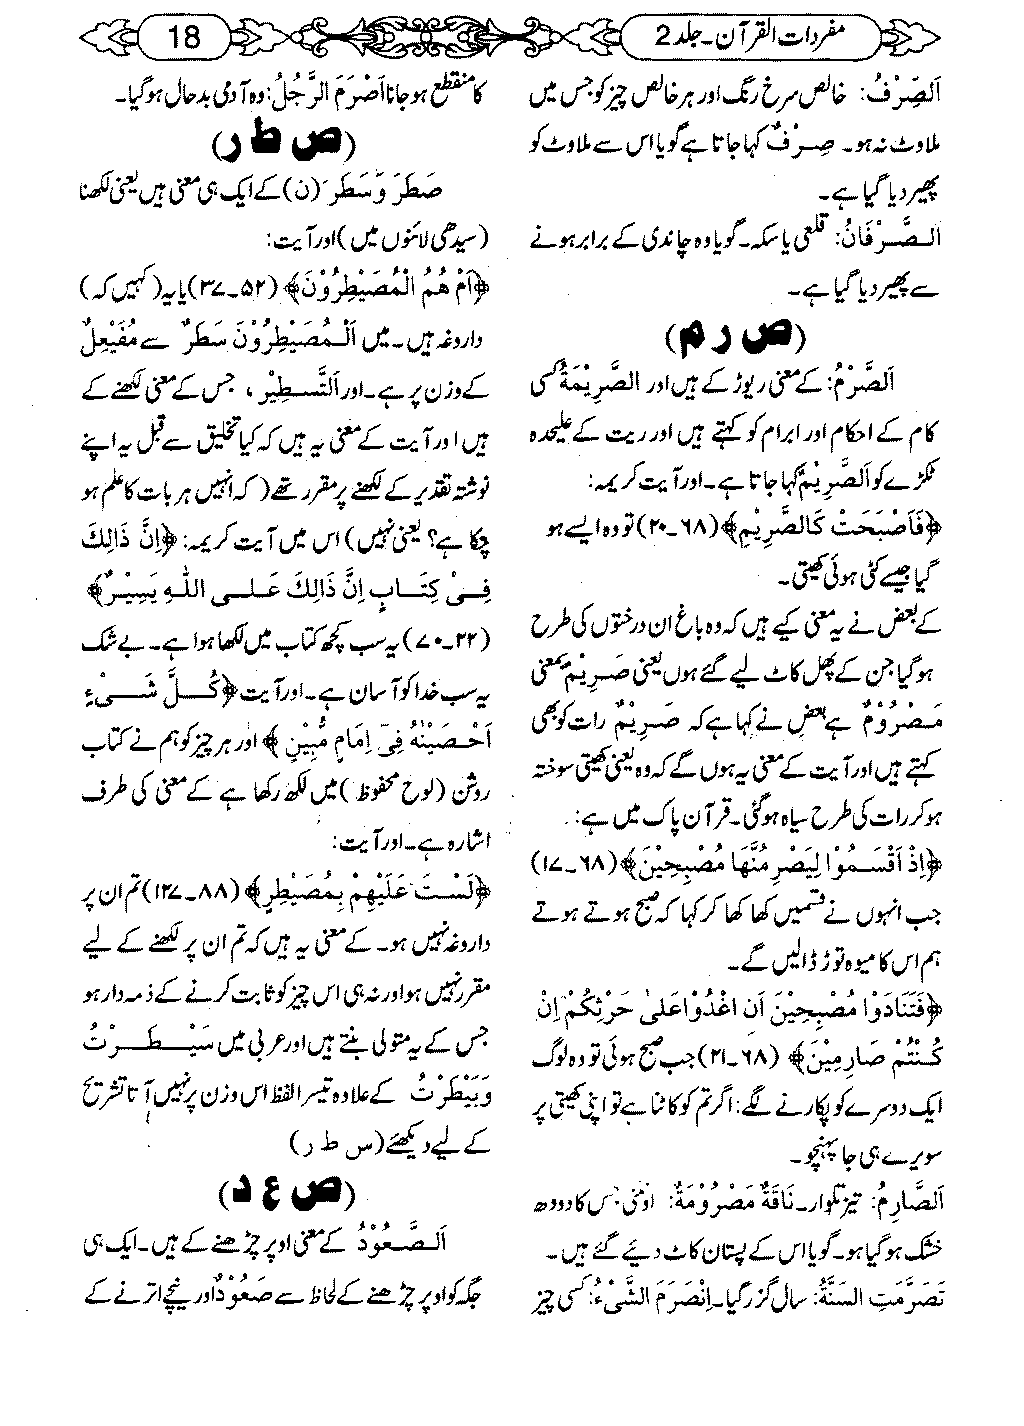 مفردات القرآن۔جلد 2
18
اَلصِّرْفُ: خالص سرخ رنگ اور ہر خالص چیز کو جس میں
ملاوٹ نہ ہو۔ صِرْفٌ کہا جاتا ہے گویا اس سے ملاوٹ کو
پھیر دیا گیا ہے۔
اَلصَّرْفَانُ: قلعی یا سکہ۔ گویا وہ چاندی کے برابر ہونے
سے پھیر دیا گیا ہے۔
(ص ر م)
اَلصَّرْمُ: کے معنی ریوڑ کے ہیں اور اَلصَّرِیْمَةُ کسی
کام کے احکام اور ابرام کو کہتے ہیں اور ریت کے علیحدہ
ٹکڑے کو اَلصَّرِیْمُ کہا جاتا ہے۔ اور آیت کریمہ:
﴿فَاَصْبَحَتْ كَالصَّرِيْمِ﴾ (۶۸۔۲۰) تو وہ ایسے ہو
گیا جیسے کٹی ہوئی کھیتی۔
کے بعض نے یہ معنی کیے ہیں کہ وہ باغ ان درختوں کی طرح
ہو گیا جن کے پھل کاٹ لیے گئے ہوں یعنی صَرِیْمٌ بمعنی
مَصْرُوْمٌ ہے بعض نے کہا ہے کہ صَرِیْمٌ رات کو بھی
کہتے ہیں اور آیت کے معنی یہ ہوں گے کہ وہ یعنی کھیتی سوختہ
ہو کر رات کی طرح سیاہ ہو گئی۔ قرآن پاک میں ہے:
﴿اِذْ اَقْسَمُوْا لَيَصْرِمُنَّهَا مُصْبِحِيْنَ﴾ (۶۸۔۱۷)
جب انہوں نے قسمیں کھا کھا کر کہا کہ صبح ہوتے ہوتے
ہم اس کا میوہ توڑ ڈالیں گے۔
﴿فَتَنَادَوْا مُصْبِحِيْنَ اَنِ اغْدُوْا عَلٰى حَرْثِكُمْ اِنْ
كُنْتُمْ صَارِمِيْنَ﴾ (۶۸۔۲۱) جب صبح ہوئی تو وہ لوگ
ایک دوسرے کو پکارنے لگے: اگر تم کو کاٹنا ہے تو اپنی کھیتی پر
سویرے ہی جا پہنچو۔
اَلصَّارِمُ: تیز تلوار۔ نَاقَةٌ مَصْرُوْمَةٌ: اونٹنی جس کا دودھ
خشک ہو گیا ہو۔ گویا اس کے پستان کاٹ دیئے گئے ہیں۔
تَصَرَّمَتِ السَّنَةُ: سال گزر گیا۔ اِنْصَرَمَ الشَّیْءُ: کسی چیز
کا منقطع ہو جانا اَصْرَمَ الرَّجُلُ: وہ آدمی بدحال ہو گیا۔
(ص ط ر)
صَطَرَ وَسَطَرَ (ن) کے ایک ہی معنی ہیں یعنی لکھنا
(سیدھی لائنوں میں) اور آیت:
﴿اَمْ هُمُ الْمُصَيْطِرُوْنَ﴾ (۵۲۔۳۷) یا یہ (کہیں کہ)
داروغہ ہیں۔ میں اَلْمُصَیْطِرُوْنَ سَطَرٌ سے مُفَیْعِلٌ
کے وزن پر ہے۔ اور اَلتَّسْطِیْرُ، جس کے معنی لکھنے کے
ہیں اور آیت کے معنی یہ ہیں کہ کیا تخلیق سے قبل یہ اپنے
نوشتہ تقدیر کے لکھنے پر مقرر تھے (کہ انہیں ہر بات کا علم ہو
چکا ہے؟ یعنی نہیں) اس میں آیت کریمہ: ﴿اِنَّ ذَالِكَ
فِيْ كِتَابٍ اِنَّ ذَالِكَ عَلَى اللّٰهِ يَسِيْرٌ﴾
(۲۲۔۷۰) یہ سب کچھ کتاب میں لکھا ہوا ہے۔ بے شک
یہ سب خدا کو آسان ہے۔ اور آیت ﴿كُلَّ شَيْءٍ
اَحْصَيْنٰهُ فِيْٓ اِمَامٍ مُّبِيْنٍ﴾ اور ہر چیز کو ہم نے کتاب
روشن (لوح محفوظ) میں لکھ رکھا ہے کے معنی کی طرف
اشارہ ہے۔ اور آیت:
﴿لَسْتَ عَلَيْهِمْ بِمُصَيْطِرٍ﴾ (۸۸۔۱۲۷) تم ان پر
داروغہ نہیں ہو۔ کے معنی یہ ہیں کہ تم ان پر لکھنے کے لیے
مقرر نہیں ہو اور نہ ہی اس چیز کو ثابت کرنے کے ذمہ دار ہو
جس کے یہ متولی بنتے ہیں اور عربی میں سَیْطَرْتُ
وَبَیْطَرْتُ کے علاوہ تیسرا لفظ اس وزن پر نہیں آتا تشریح
کے لیے دیکھئے (س ط ر)
(ص ع د)
اَلصَّعُوْدُ کے معنی اوپر چڑھنے کے ہیں۔ ایک ہی
جگہ کو اوپر چڑھنے کے لحاظ سے صَعُوْدٌ اور نیچے اترنے کے